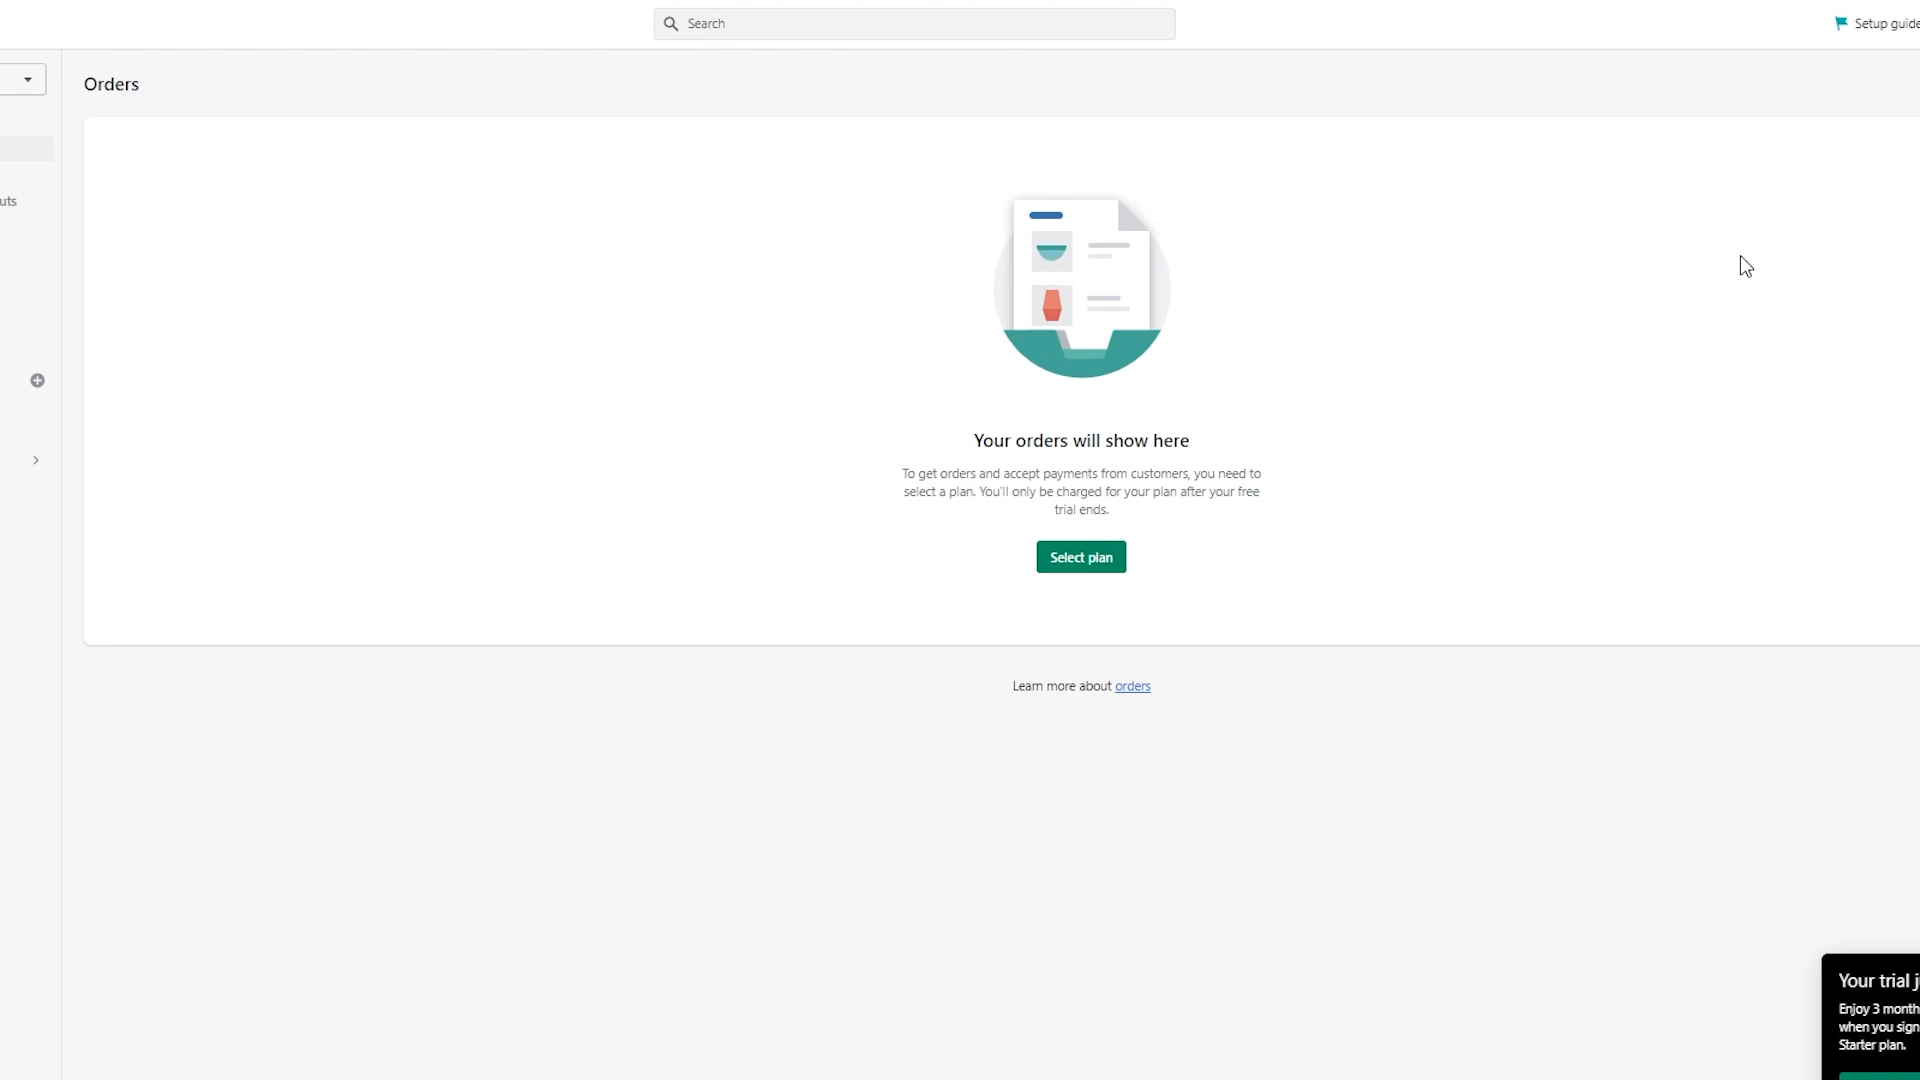 Search
Setup guide
Orders
uts
Your orders will show here
To get orders and accept payments from customers, you need to
select a plan. You'll only be charged for your plan after your free
trial ends.
Select plan
Learn more about orders
Your trial j
Enjoy 3 month
when you sign
Starter plan.